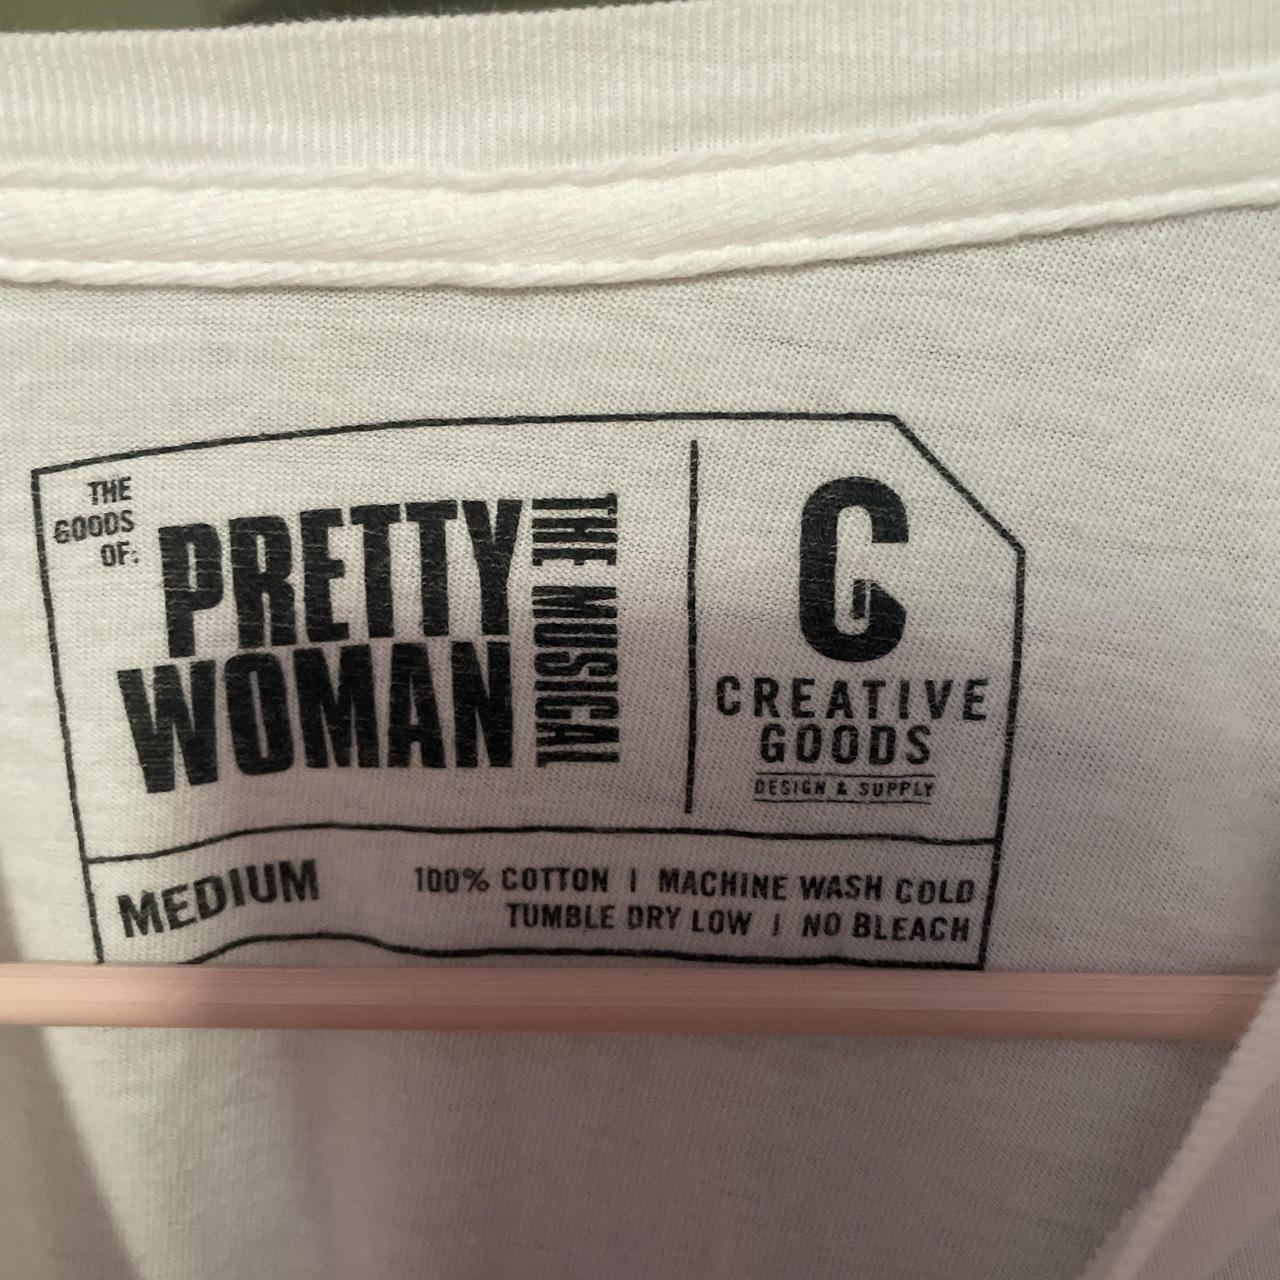 THE
GOODS
OF:
PRETTY
WOMAN
THE MUSICAL
C
CREATIVE
GOODS
DESIGN & SUPPLY
MEDIUM
100% COTTON | MACHINE WASH COLD
TUMBLE DRY LOW | NO BLEACH